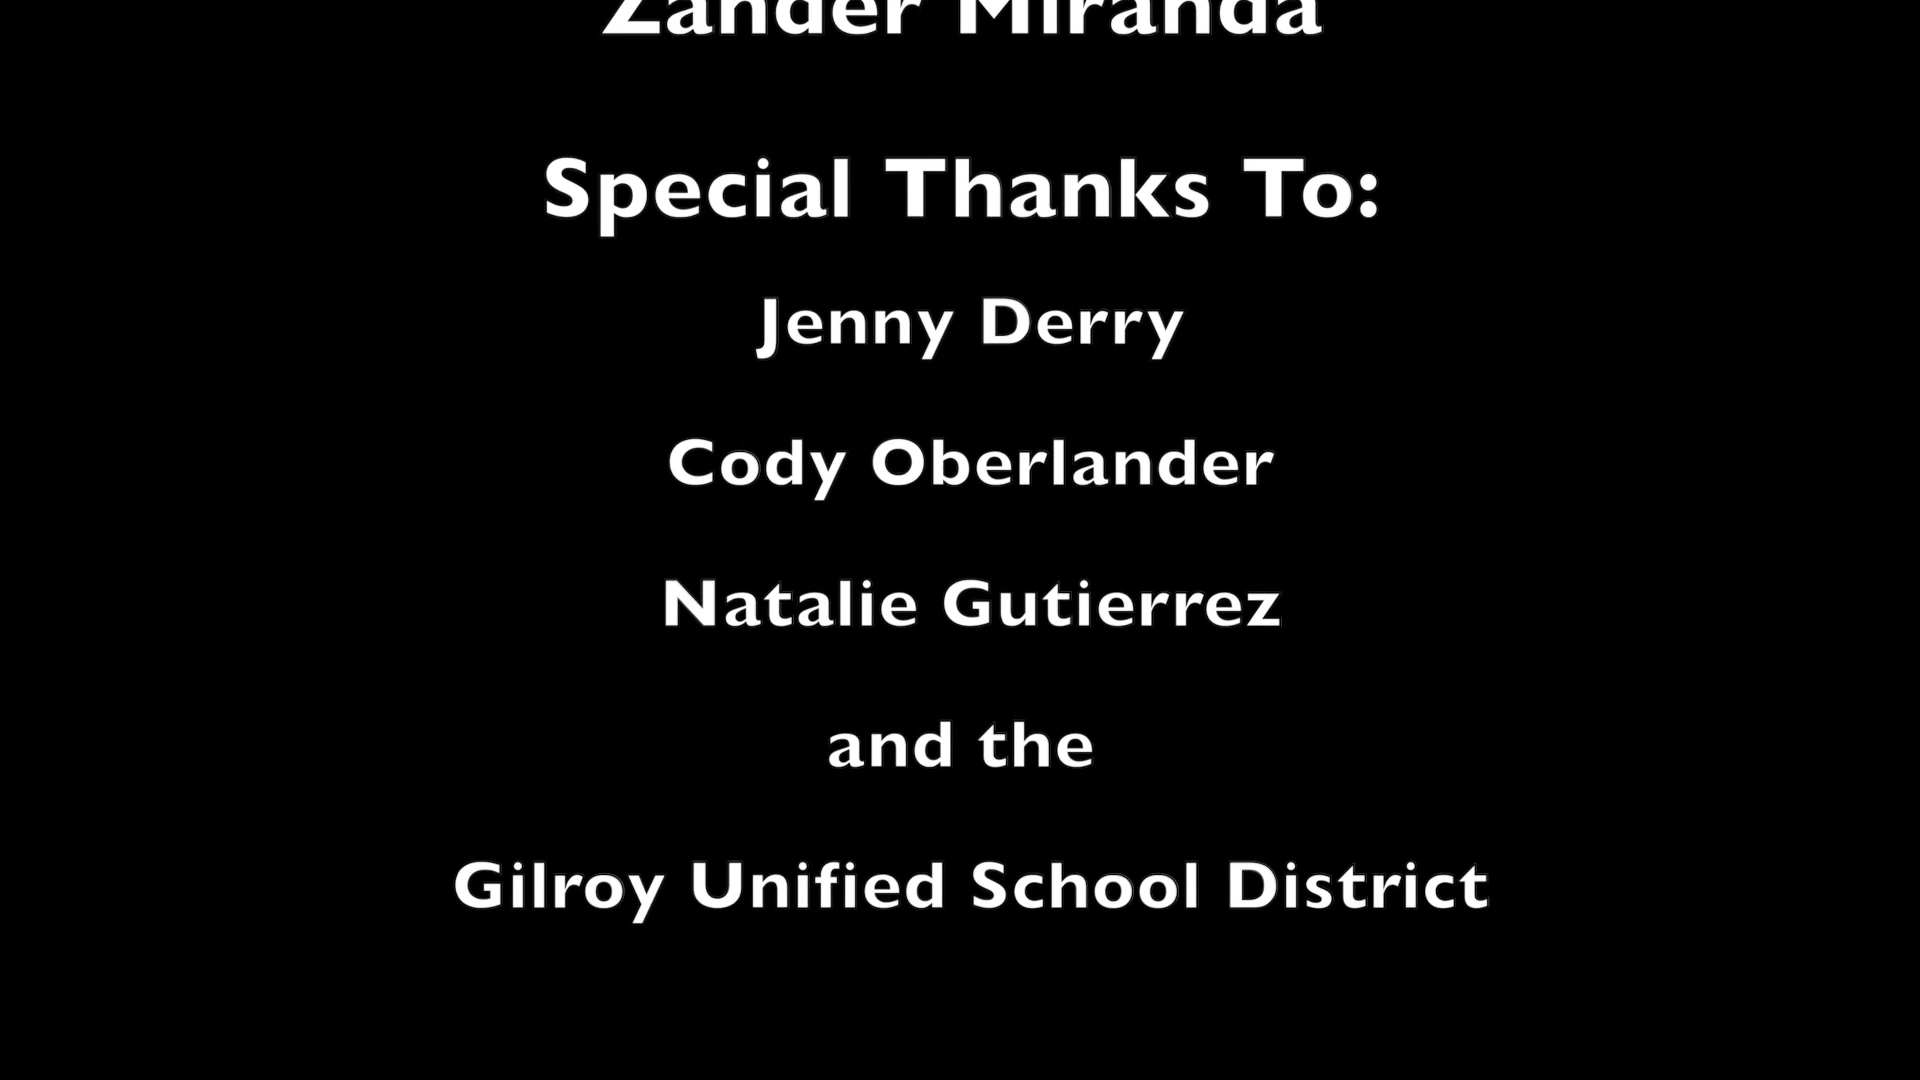 Zander Miranda
Special Thanks To:
Jenny Derry
Cody Oberlander
Natalie Gutierrez
and the
Gilroy Unified School District